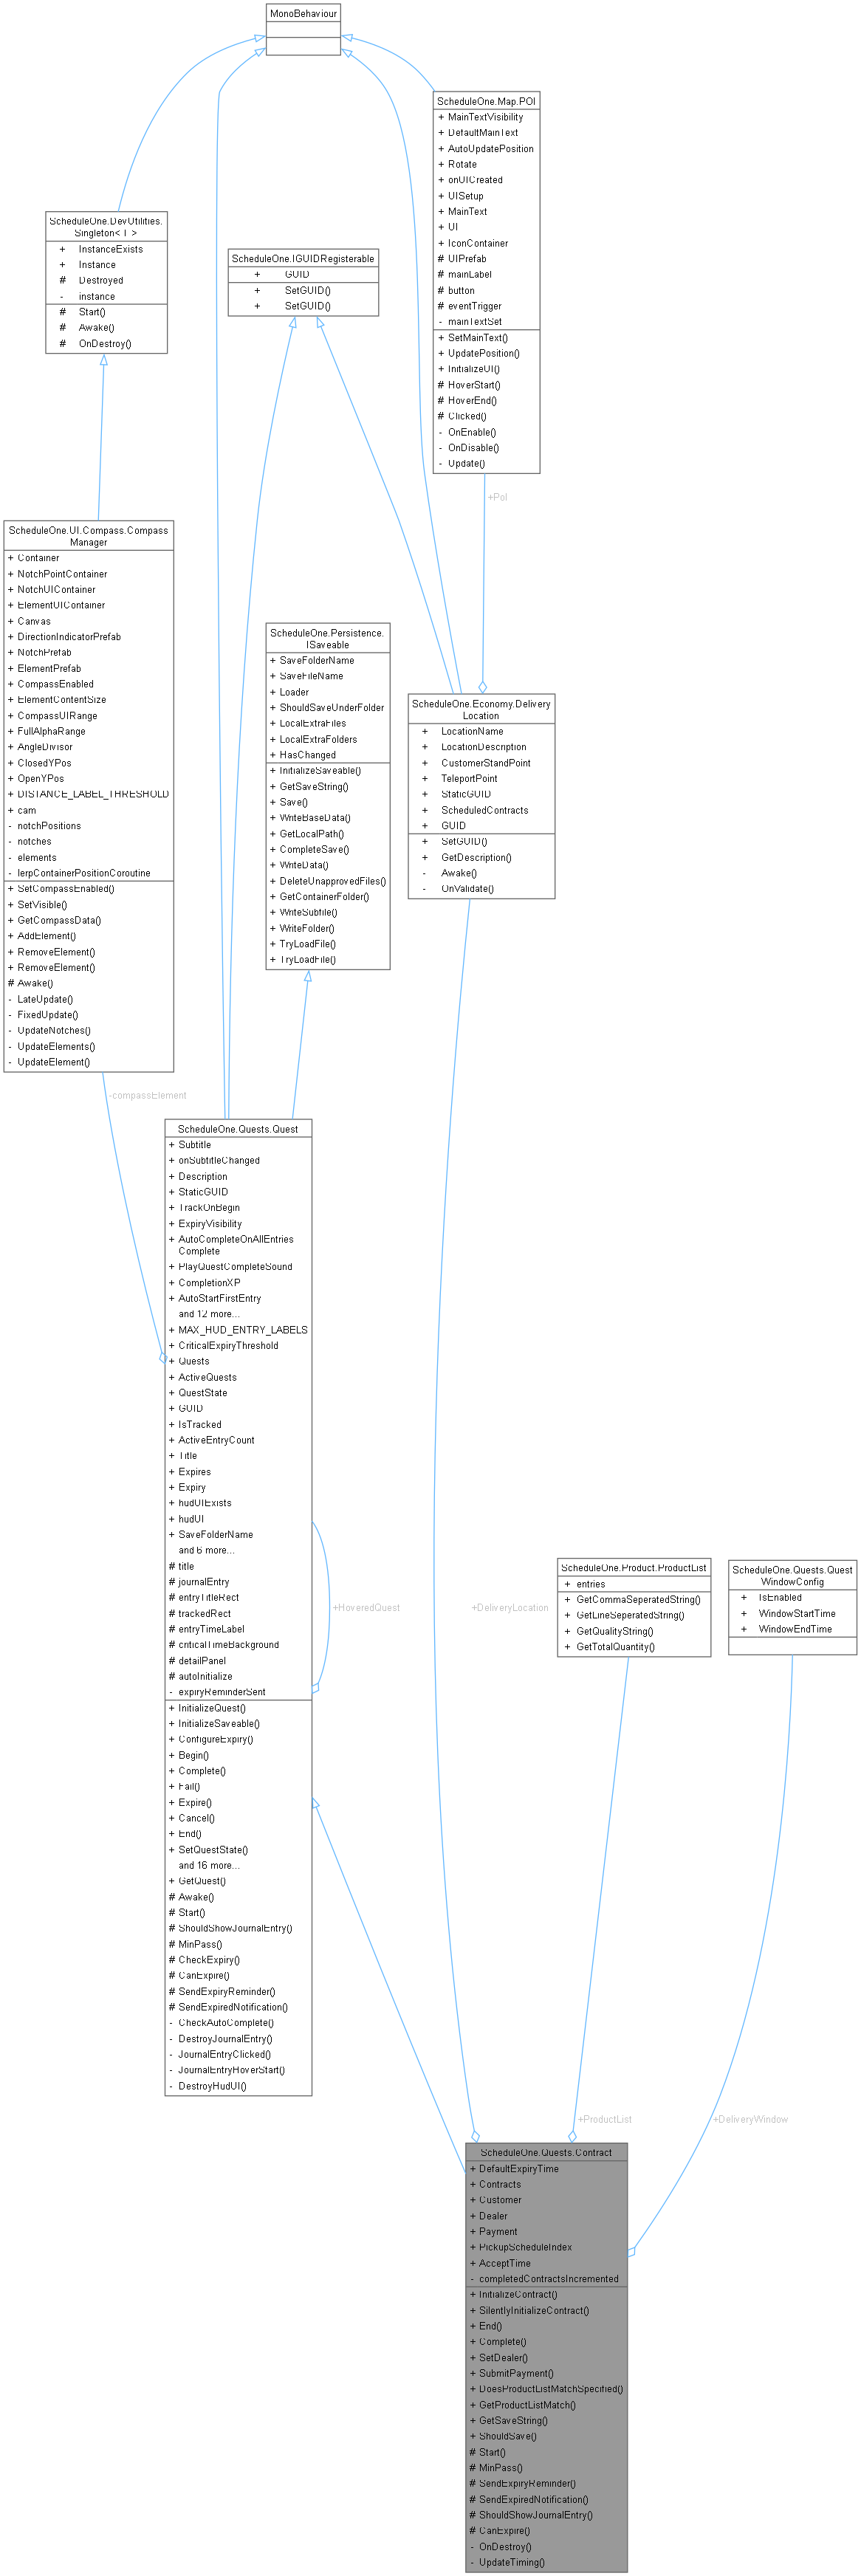 MonoBehaviour
ScheduleOne.Map.POI
+ MainTextVisibility
+ DefaultMainText
+ AutoUpdatePosition
+ Rotate
+ onUICreated
+ UISetup
+ MainText
+ UI
+ IconContainer
# UIPrefab
# mainLabel
# button
# eventTrigger
- mainTextSet
+ SetMainText()
+ UpdatePosition()
+ InitializeUI()
# HoverStart()
# HoverEnd()
# Clicked()
- OnEnable()
- OnDisable()
- Update()
ScheduleOne.DevUtilities.
Singleton< T >
+ InstanceExists
+ Instance
# Destroyed
- instance
# Start()
# Awake()
# OnDestroy()
ScheduleOne.IGUIDRegisterable
+ GUID
+ SetGUID()
+ SetGUID()
+PoI
ScheduleOne.UI.Compass.Compass
Manager
+ Container
+ NotchPointContainer
+ NotchUIContainer
+ ElementUIContainer
+ Canvas
+ DirectionIndicatorPrefab
+ NotchPrefab
+ ElementPrefab
+ CompassEnabled
+ ElementContentSize
+ CompassUIRange
+ FullAlphaRange
+ AngleDivisor
+ ClosedYPos
+ OpenYPos
+ DISTANCE_LABEL_THRESHOLD
+ cam
- notchPositions
- notches
- elements
- lerpContainerPositionCoroutine
+ SetCompassEnabled()
+ SetVisible()
+ GetCompassData()
+ AddElement()
+ RemoveElement()
+ RemoveElement()
# Awake()
- LateUpdate()
- FixedUpdate()
- UpdateNotches()
- UpdateElements()
- UpdateElement()
ScheduleOne.Persistence.
ISaveable
+ SaveFolderName
+ SaveFileName
+ Loader
+ ShouldSaveUnderFolder
+ LocalExtraFiles
+ LocalExtraFolders
+ HasChanged
+ InitializeSaveable()
+ GetSaveString()
+ Save()
+ WriteBaseData()
+ GetLocalPath()
+ CompleteSave()
+ WriteData()
+ DeleteUnapprovedFiles()
+ GetContainerFolder()
+ WriteSubfile()
+ WriteFolder()
+ TryLoadFile()
+ TryLoadFile()
ScheduleOne.Economy.Delivery
Location
+ LocationName
+ LocationDescription
+ CustomerStandPoint
+ TeleportPoint
+ StaticGUID
+ ScheduledContracts
+ GUID
+ SetGUID()
+ GetDescription()
- Awake()
- OnValidate()
-compassElement
ScheduleOne.Quests.Quest
+ Subtitle
+ onSubtitleChanged
+ Description
+ StaticGUID
+ TrackOnBegin
+ ExpiryVisibility
+ AutoCompleteOnAllEntries
Complete
+ PlayQuestCompleteSound
+ CompletionXP
+ AutoStartFirstEntry
and 12 more...
+ MAX_HUD_ENTRY_LABELS
+ CriticalExpiryThreshold
+ Quests
+ ActiveQuests
+ QuestState
+ GUID
+ IsTracked
+ ActiveEntryCount
+ Title
+ Expires
+ Expiry
+ hudUIExists
+ hudUI
+ SaveFolderName
and 6 more...
# title
# journalEntry
# entryTitleRect
# trackedRect
# entryTimeLabel
# criticalTimeBackground
# detailPanel
# autoInitialize
- expiryReminderSent
+ InitializeQuest()
+ InitializeSaveable()
+ ConfigureExpiry()
+ Begin()
+ Complete()
+ Fail()
+ Expire()
+ Cancel()
+ End()
+ SetQuestState()
and 16 more...
+ GetQuest()
# Awake()
# Start()
# ShouldShowJournalEntry()
# MinPass()
# CheckExpiry()
# CanExpire()
# SendExpiryReminder()
# SendExpiredNotification()
- CheckAutoComplete()
- DestroyJournalEntry()
- JournalEntryClicked()
- JournalEntryHoverStart()
- DestroyHudUI()
+HoveredQuest
+DeliveryLocation
ScheduleOne.Product.ProductList
+ entries
+ GetCommaSeperatedString()
+ GetLineSeperatedString()
+ GetQualityString()
+ GetTotalQuantity()
ScheduleOne.Quests.Quest
WindowConfig
+ IsEnabled
+ WindowStartTime
+ WindowEndTime
+ProductList
+DeliveryWindow
ScheduleOne.Quests.Contract
+ DefaultExpiryTime
+ Contracts
+ Customer
+ Dealer
+ Payment
+ PickupScheduleIndex
+ AcceptTime
- completedContractsIncremented
+ InitializeContract()
+ SilentlyInitializeContract()
+ End()
+ Complete()
+ SetDealer()
+ SubmitPayment()
+ DoesProductListMatchSpecified()
+ GetProductListMatch()
+ GetSaveString()
+ ShouldSave()
# Start()
# MinPass()
# SendExpiryReminder()
# SendExpiredNotification()
# ShouldShowJournalEntry()
# CanExpire()
- OnDestroy()
- UpdateTiming()